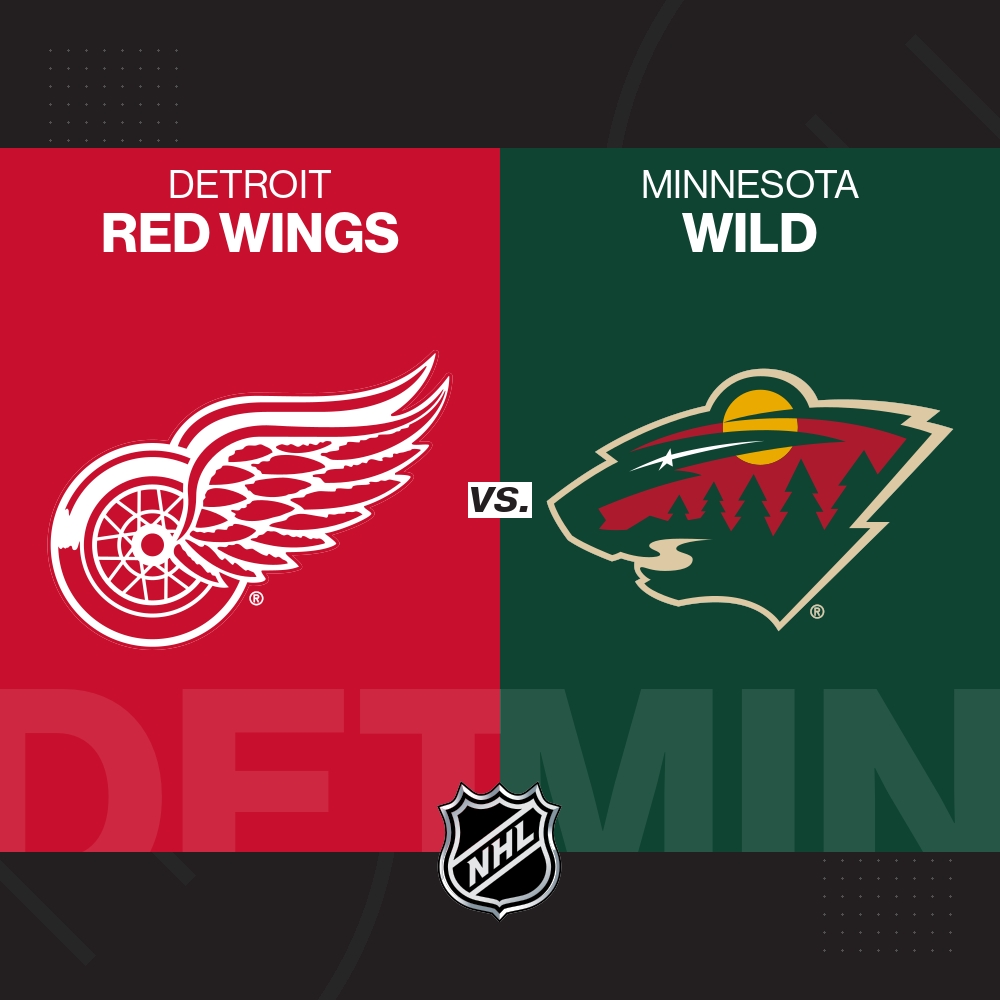 DETROIT
RED WINGS
MINNESOTA
WILD
VS.
®
®
DET
MIN
NHL